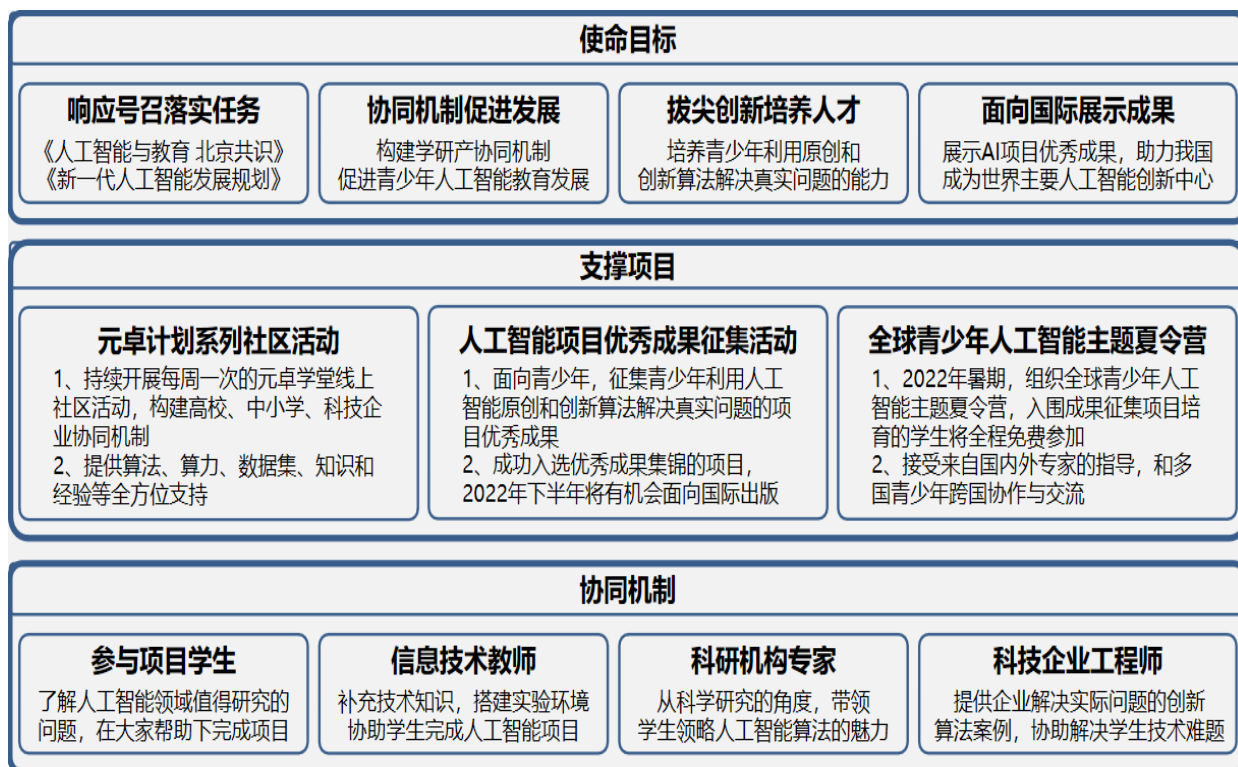 使命目标
响应号召落实任务
《人工智能与教育 北京共识》
《新一代人工智能发展规划》
协同机制促进发展
构建学研产协同机制
促进青少年人工智能教育发展
拔尖创新培养人才
培养青少年利用原创和
创新算法解决真实问题的能力
面向国际展示成果
展示AI项目优秀成果，助力我国
成为世界主要人工智能创新中心
支撑项目
元卓计划系列社区活动
1、持续开展每周一次的元卓学堂线上
社区活动，构建高校、中小学、科技企
业协同机制
2、提供算法、算力、数据集、知识和
经验等全方位支持
人工智能项目优秀成果征集活动
1、面向青少年，征集青少年利用人工
智能原创和创新算法解决真实问题的项
目优秀成果
2、成功入选优秀成果集锦的项目，
2022年下半年将有机会面向国际出版
全球青少年人工智能主题夏令营
1、2022年暑期，组织全球青少年人工
智能主题夏令营，入围成果征集项目培
育的学生将全程免费参加
2、接受来自国内外专家的指导，和多
国青少年跨国协作与交流
协同机制
参与项目学生
了解人工智能领域值得研究的
问题，在大家帮助下完成项目
信息技术教师
补充技术知识，搭建实验环境
协助学生完成人工智能项目
科研机构专家
从科学研究的角度，带领
学生领略人工智能算法的魅力
科技企业工程师
提供企业解决实际问题的创新
算法案例，协助解决学生技术难题